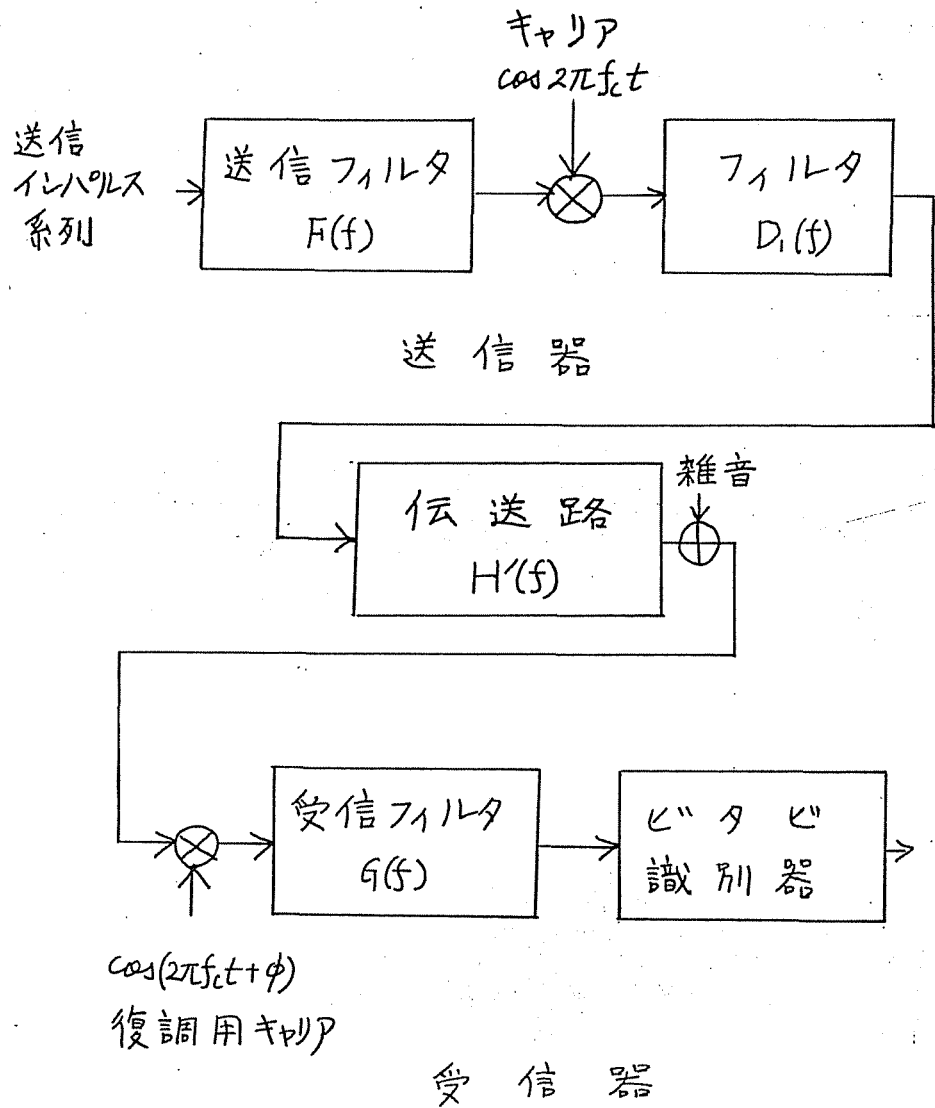 キャリア
cos2πfct
送信
インパルス
系列
送信フィルタ
F(f)
フィルタ
D₁(f)
送信器
雑音
伝送路
H′(f)
受信フィルタ
G(f)
ビタビ
識別器
cos(2πfct+φ)
復調用キャリア
受信器